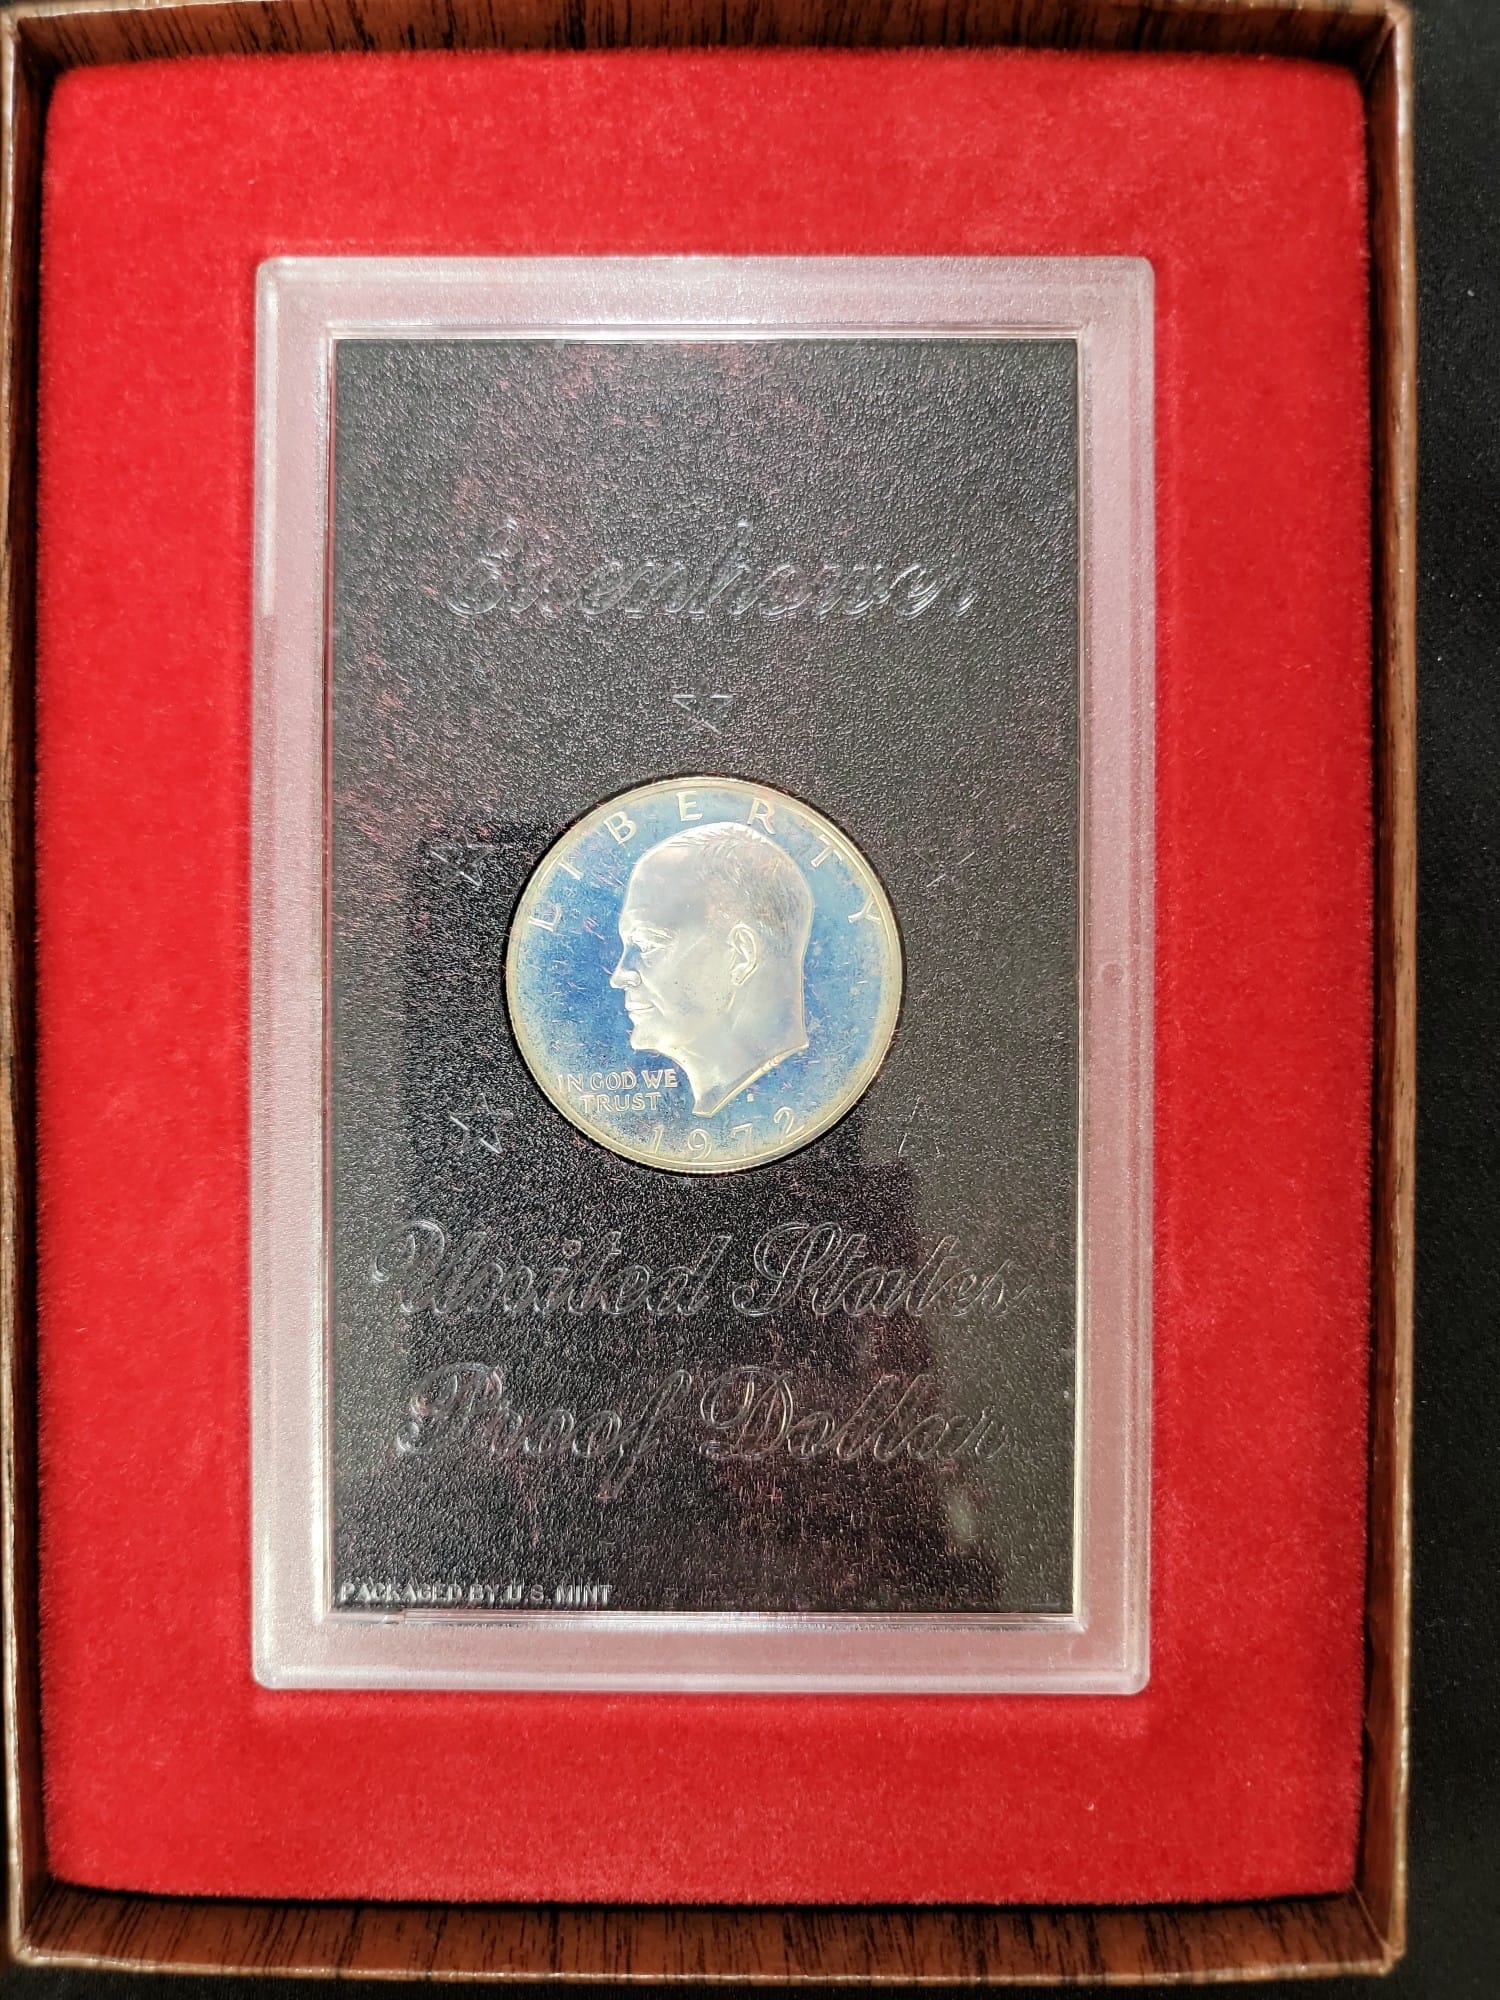 Eisenhower
LIBERTY
IN GOD WE
TRUST
S
1972
United States
Proof Dollar
PACKAGED BY U.S. MINT